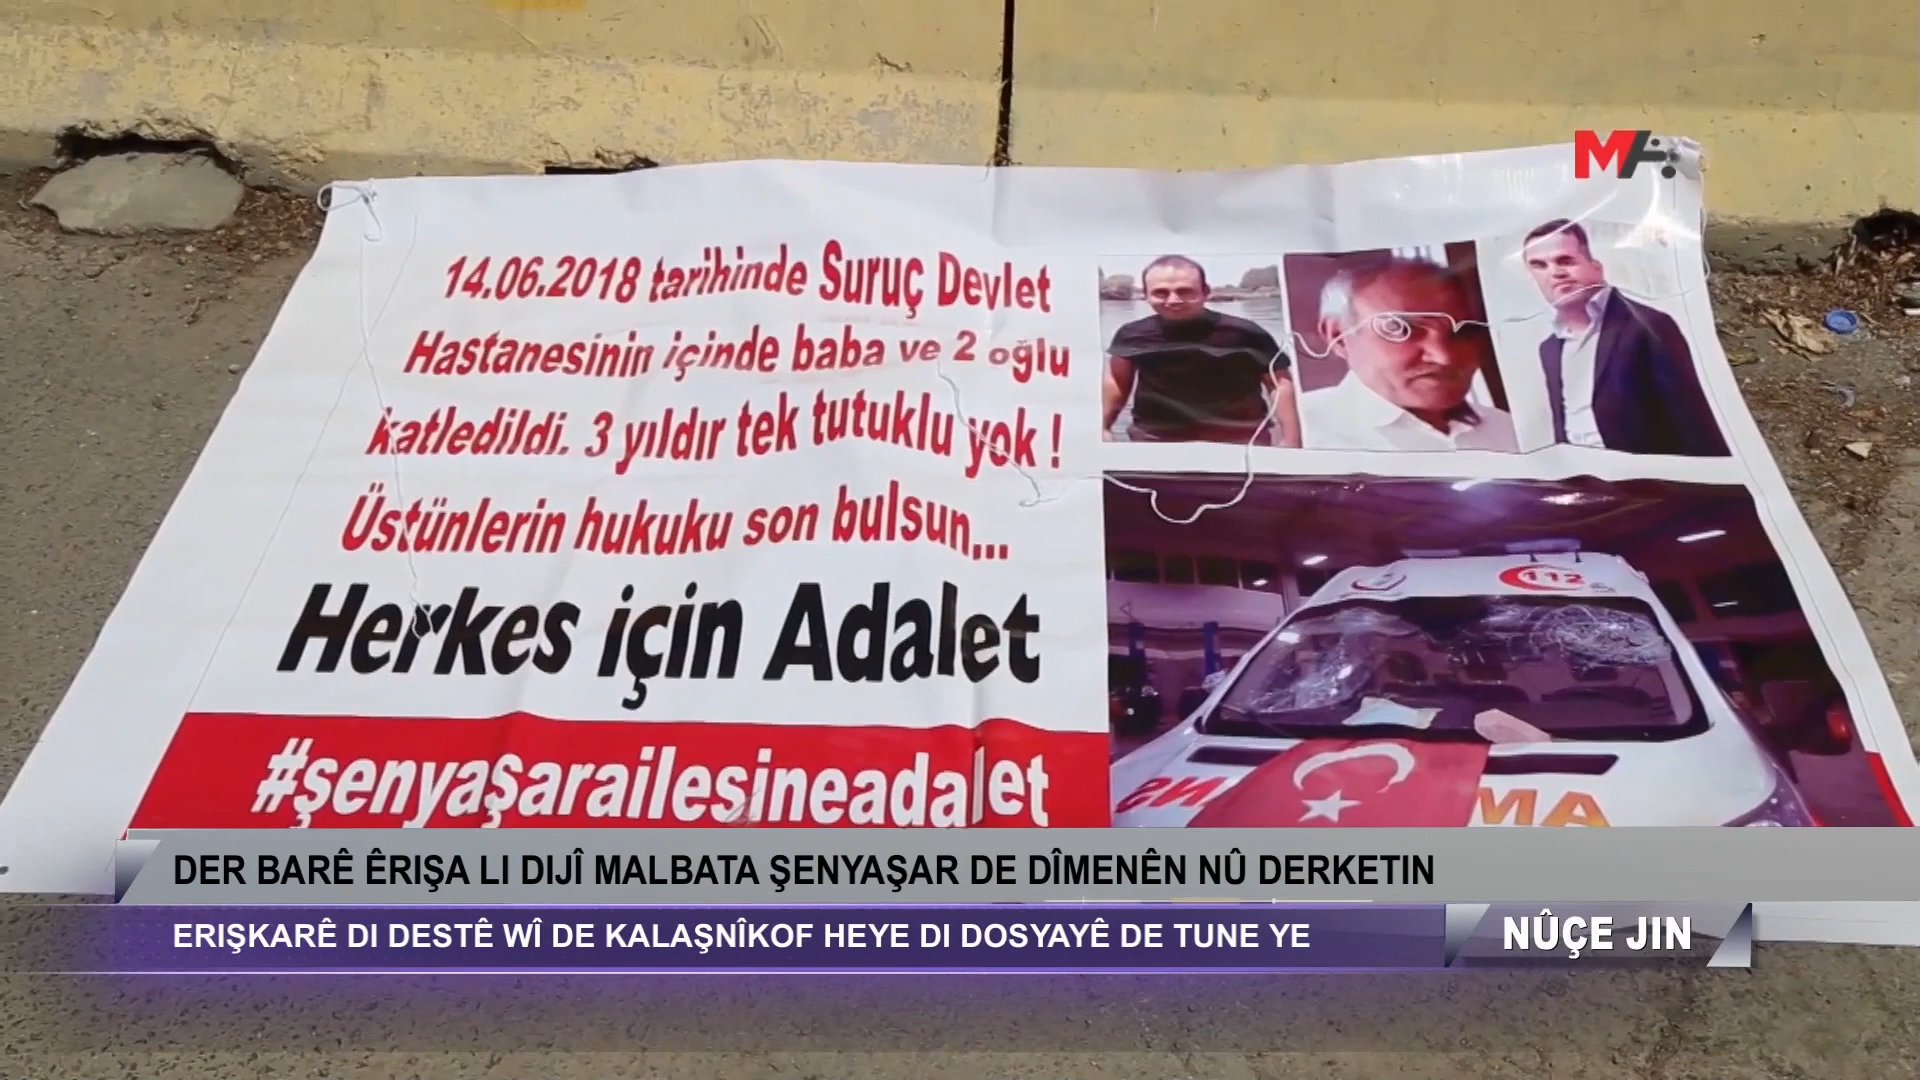 MA
14.06.2018 tarihinde Suruç Devlet
Hastanesinin içinde baba ve 2 oğlu
katledildi. 3 yıldır tek tutuklu yok !
Üstünlerin hukuku son bulsun...
Herkes için Adalet
#şenyaşarailesineadalet
112
MA
DER BARÊ ÊRIŞA LI DIJÎ MALBATA ŞENYAŞAR DE DÎMENÊN NÛ DERKETIN
ERIŞKARÊ DI DESTÊ WÎ DE KALAŞNÎKOF HEYE DI DOSYAYÊ DE TUNE YE
NÛÇE JIN